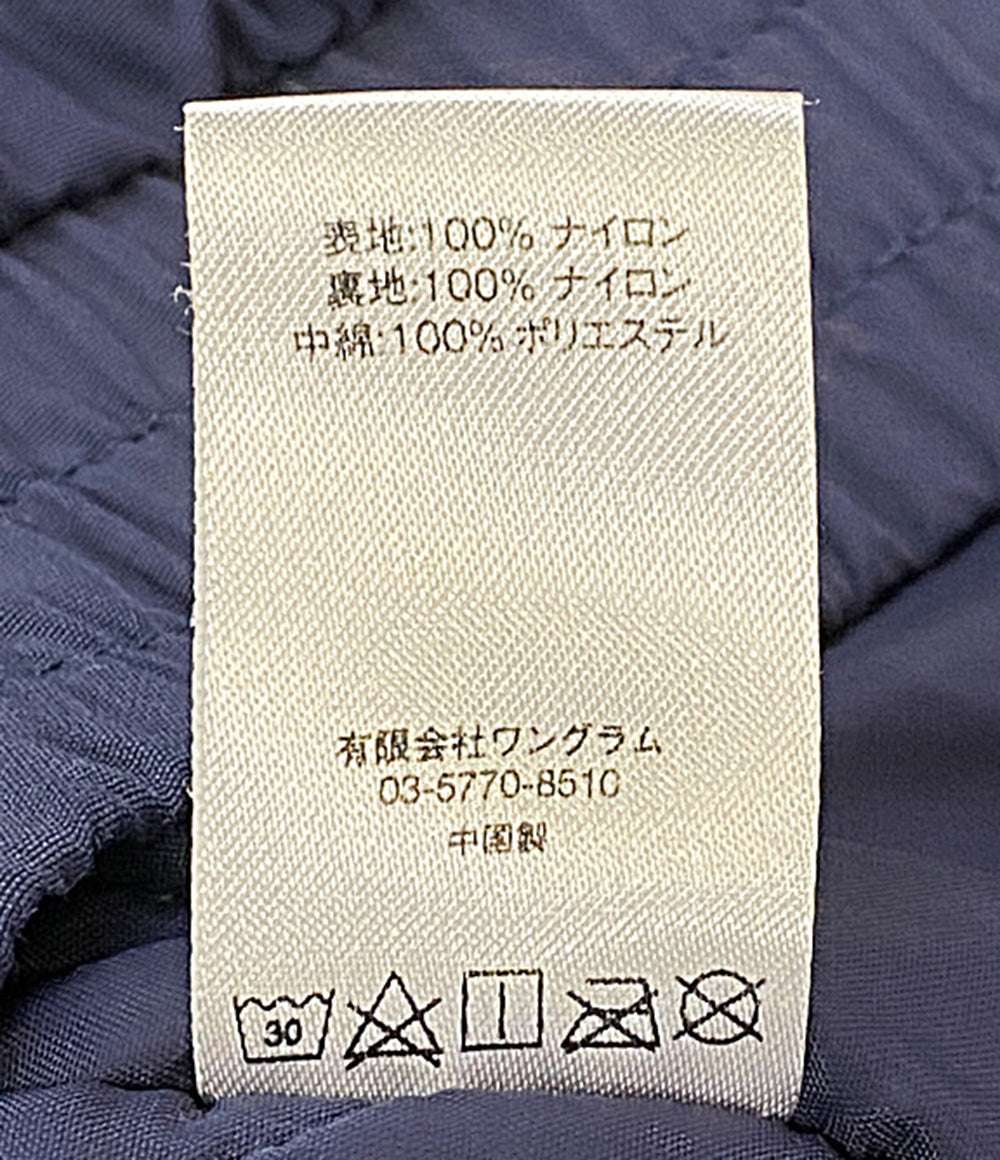 表地:100% ナイロン
裏地:100% ナイロン
中綿:100% ポリエステル
有限会社ワングラム
03-5770-8510
中国製
30